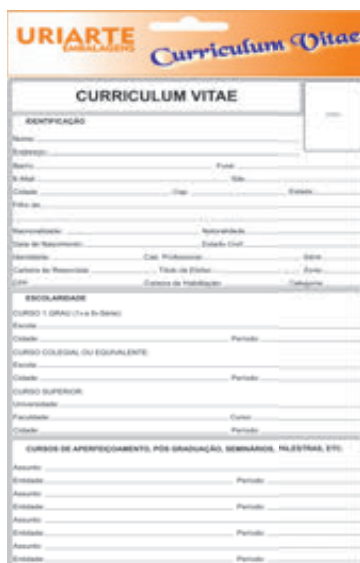 URIARTE
EMBALAGENS
Curriculum Vitae
CURRICULUM VITAE
IDENTIFICAÇÃO
Nome:
Endereço:
Bairro: Fone:
E-Mail: Site:
Cidade: Cep: Estado:
Filho de:
Nacionalidade: Naturalidade:
Data de Nascimento: Estado Civil:
Identidade: Cart. Profissional: Série:
Carteira de Reservista: Título de Eleitor: Zona:
CPF: Carteira de Habilitação: Categoria:
ESCOLARIDADE
CURSO 1 GRAU (1ª a 8ª Série):
Escola:
Cidade: Período:
CURSO COLEGIAL OU EQUIVALENTE:
Escola:
Cidade: Período:
CURSO SUPERIOR:
Universidade:
Faculdade: Curso:
Cidade: Período:
CURSOS DE APERFEIÇOAMENTO, PÓS GRADUAÇÃO, SEMINÁRIOS, PALESTRAS, ETC.
Assunto:
Entidade: Período:
Assunto:
Entidade: Período:
Assunto:
Entidade: Período:
Assunto:
Entidade: Período: